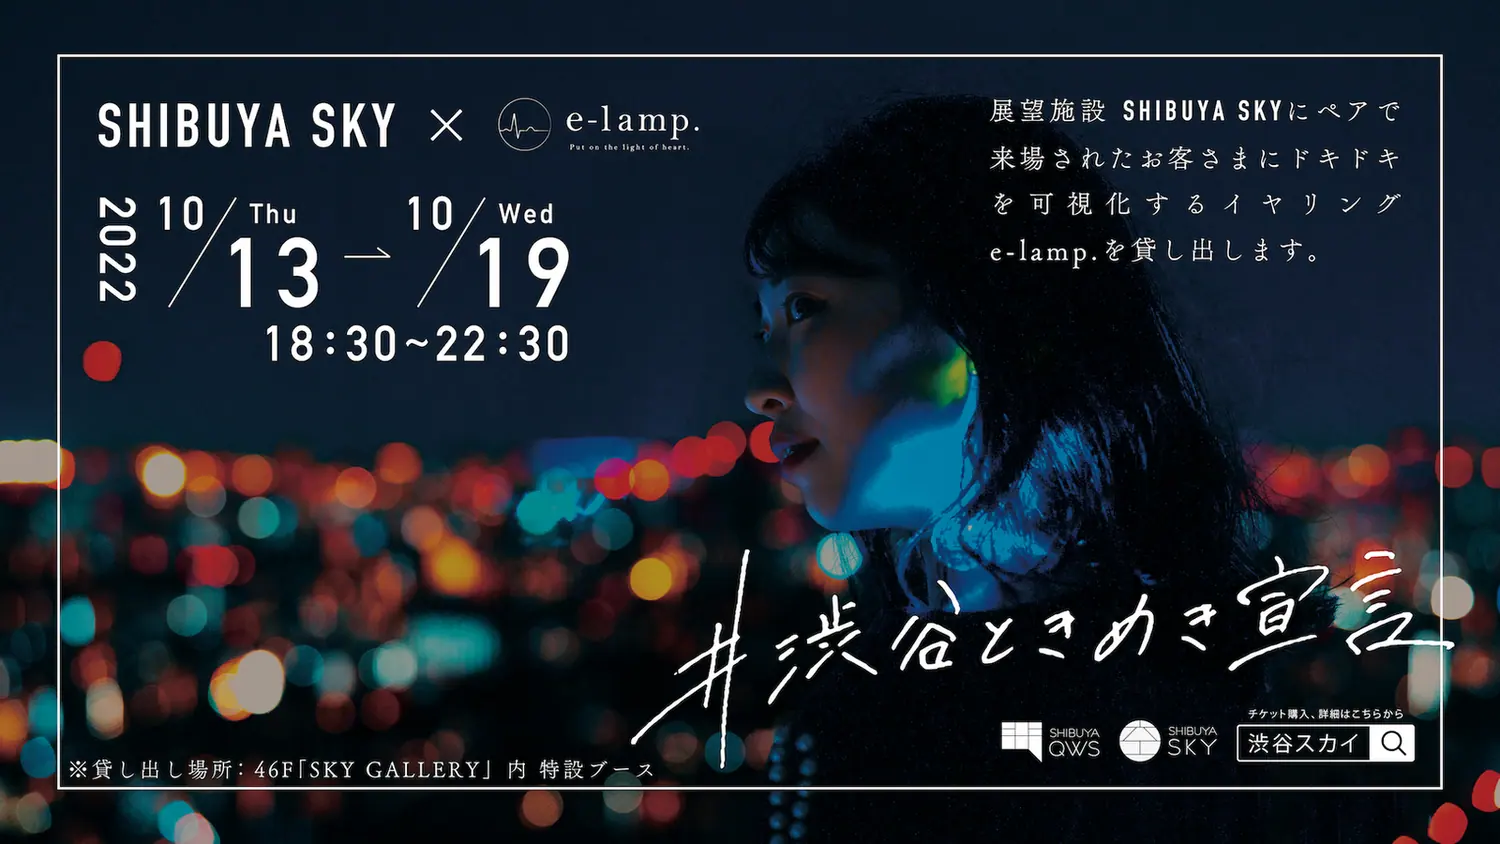 SHIBUYA SKY × e-lamp.
Put on the light of heart.
2022 10/13 Thu → 10/19 Wed
18:30~22:30
展望施設 SHIBUYA SKYにペアで
来場されたお客さまにドキドキ
を可視化するイヤリング
e-lamp.を貸し出します。
#渋谷ときめき宣言
チケット購入、詳細はこちらから
SHIBUYA QWS
SHIBUYA SKY
渋谷スカイ
※貸し出し場所：46F「SKY GALLERY」内 特設ブース